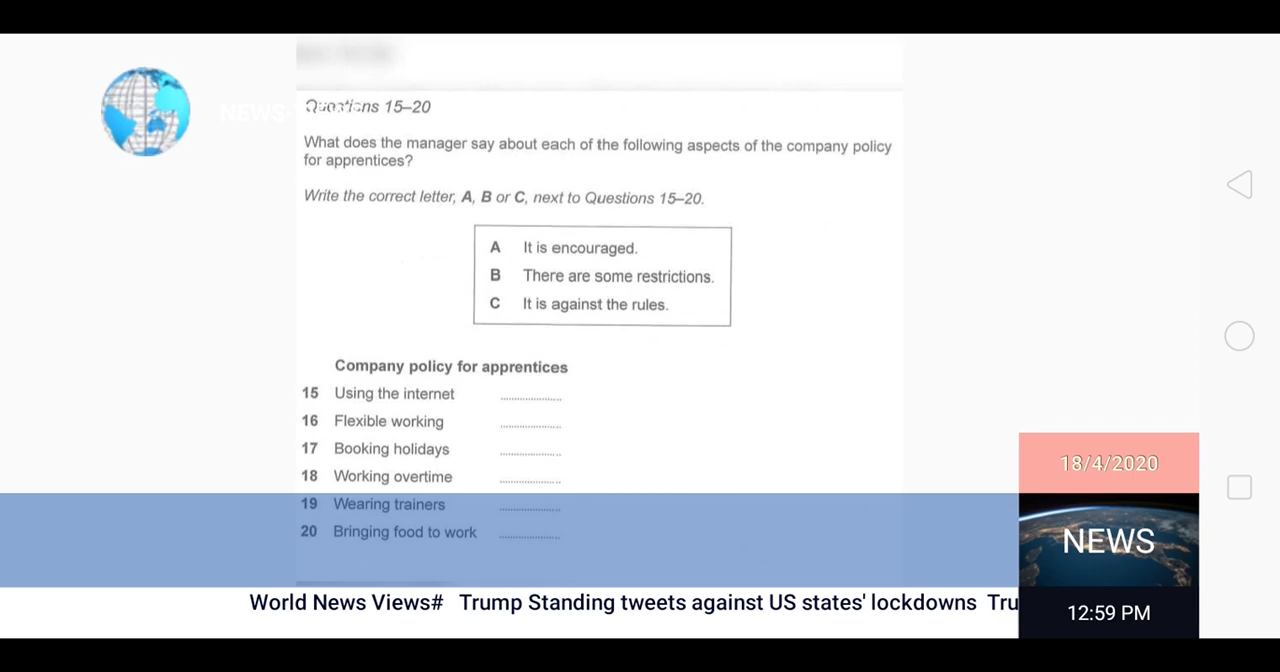 NEWS
Questions 15–20
What does the manager say about each of the following aspects of the company policy
for apprentices?
Write the correct letter, A, B or C, next to Questions 15–20.
A It is encouraged.
B There are some restrictions.
C It is against the rules.
Company policy for apprentices
15 Using the internet ....................
16 Flexible working ....................
17 Booking holidays ....................
18 Working overtime ....................
19 Wearing trainers ....................
20 Bringing food to work ....................
18/4/2020
NEWS
12:59 PM
World News Views# Trump Standing tweets against US states' lockdowns Tru